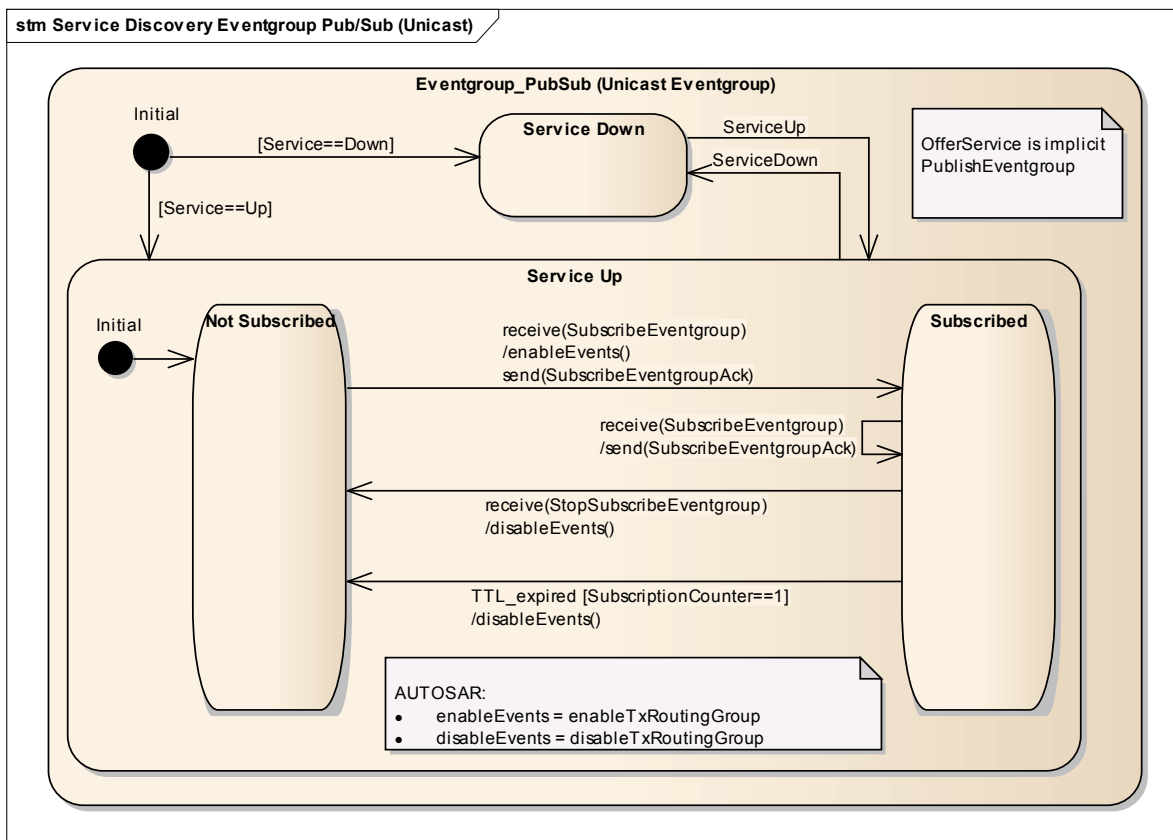 stm Service Discovery Eventgroup Pub/Sub (Unicast)
Eventgroup_PubSub (Unicast Eventgroup)
Initial
Service Down
ServiceUp
[Service==Down]
ServiceDown
OfferService is implicit
PublishEventgroup
[Service==Up]
Service Up
Initial
Not Subscribed
Subscribed
receive(SubscribeEventgroup)
/enableEvents()
send(SubscribeEventgroupAck)
receive(SubscribeEventgroup)
/send(SubscribeEventgroupAck)
receive(StopSubscribeEventgroup)
/disableEvents()
TTL_expired [SubscriptionCounter==1]
/disableEvents()
AUTOSAR:
• enableEvents = enableTxRoutingGroup
• disableEvents = disableTxRoutingGroup